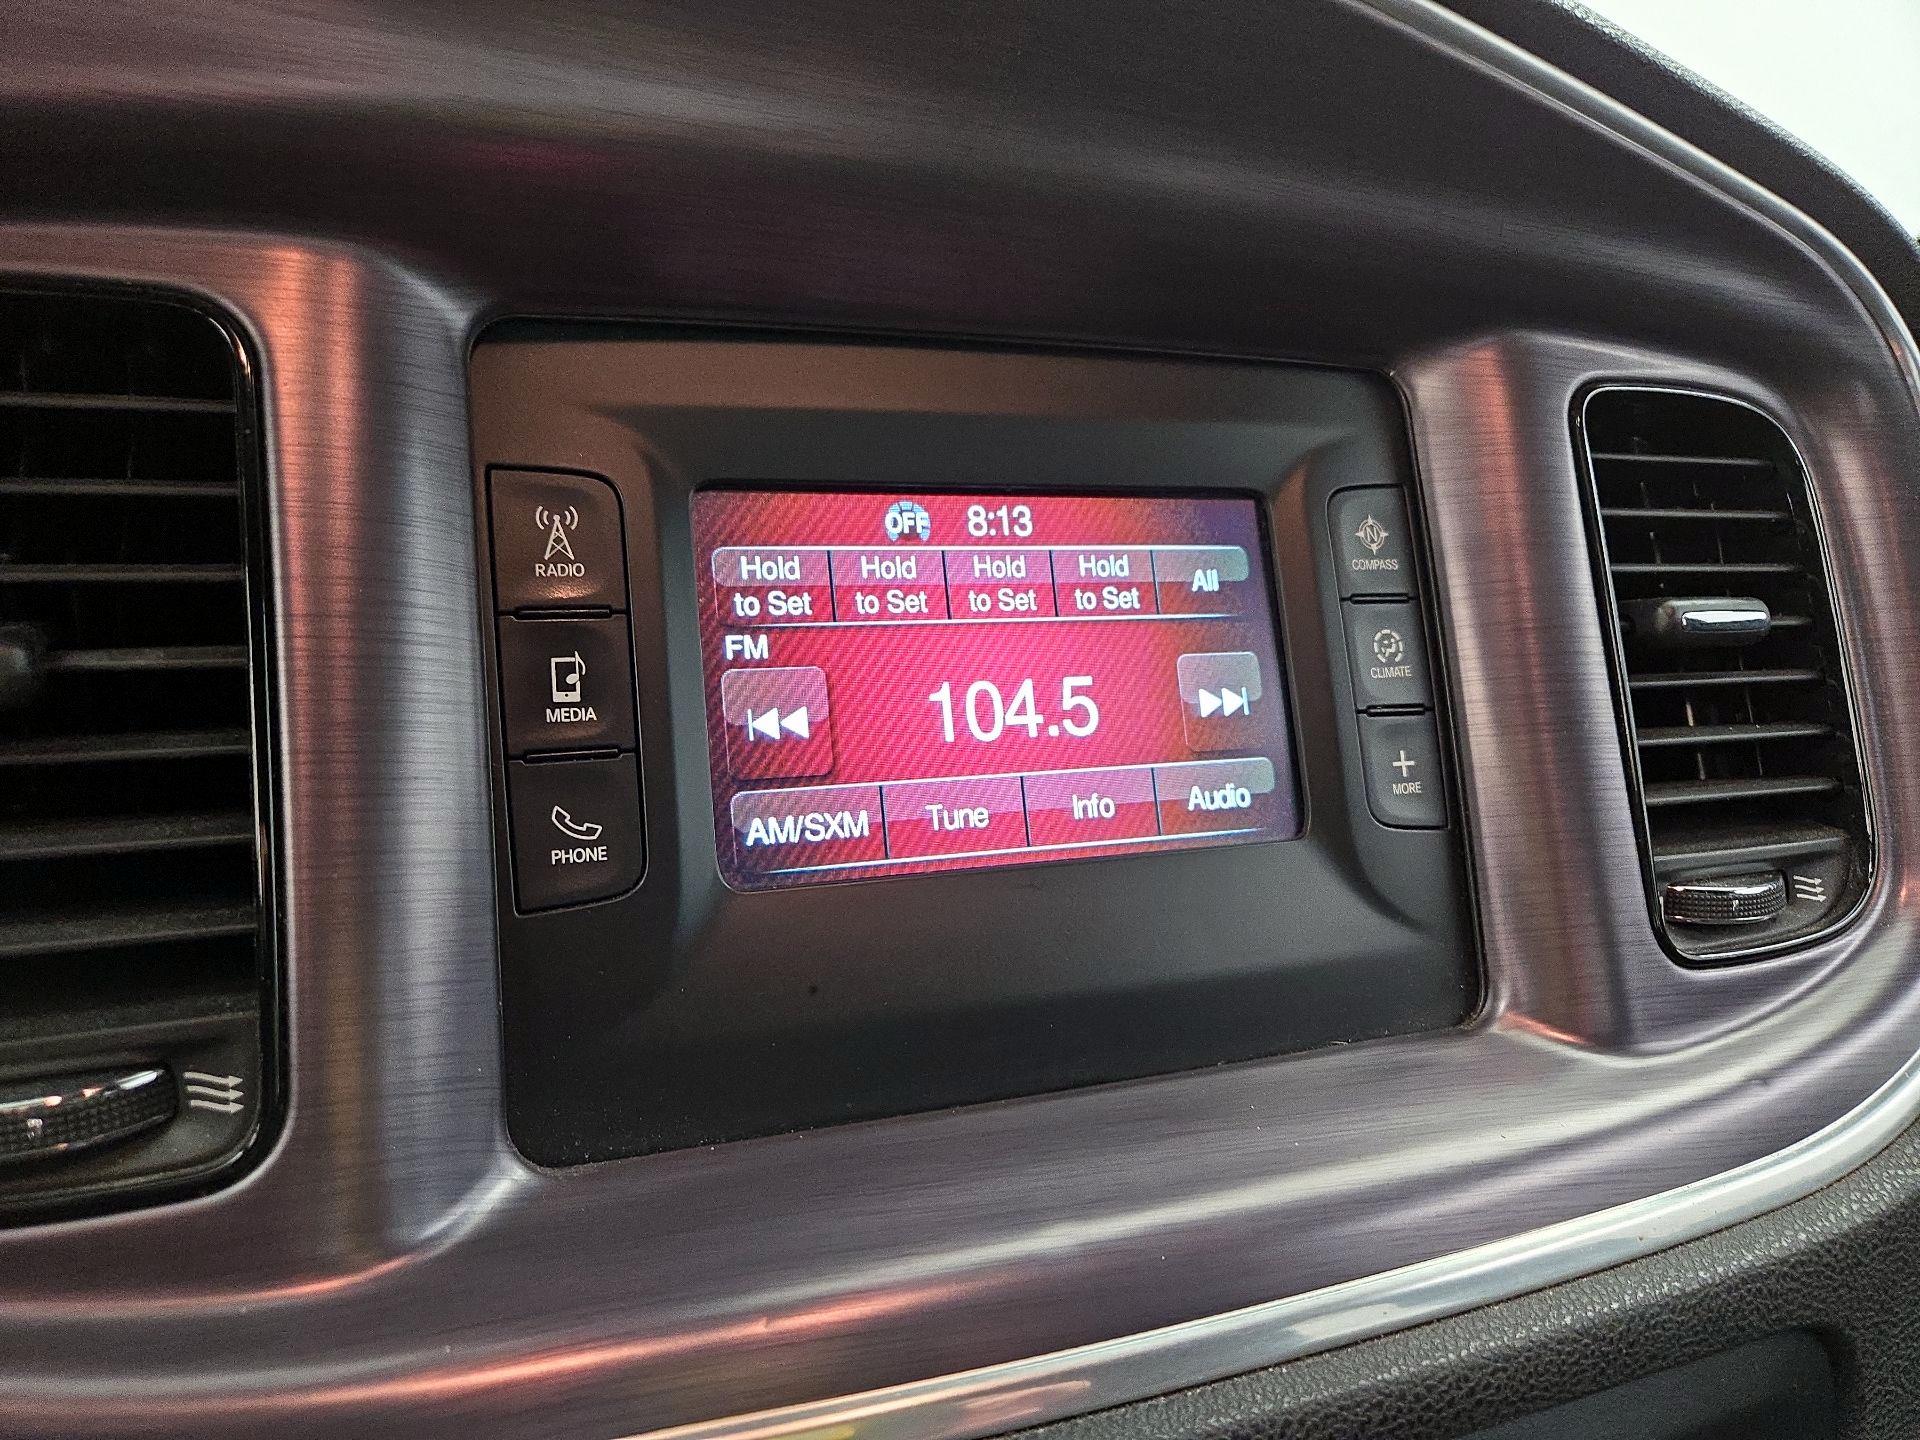 OFF 8:13
Hold to Set Hold to Set Hold to Set Hold to Set All
FM
104.5
AM/SXM Tune Info Audio
RADIO
MEDIA
PHONE
N
COMPASS
CLIMATE
MORE